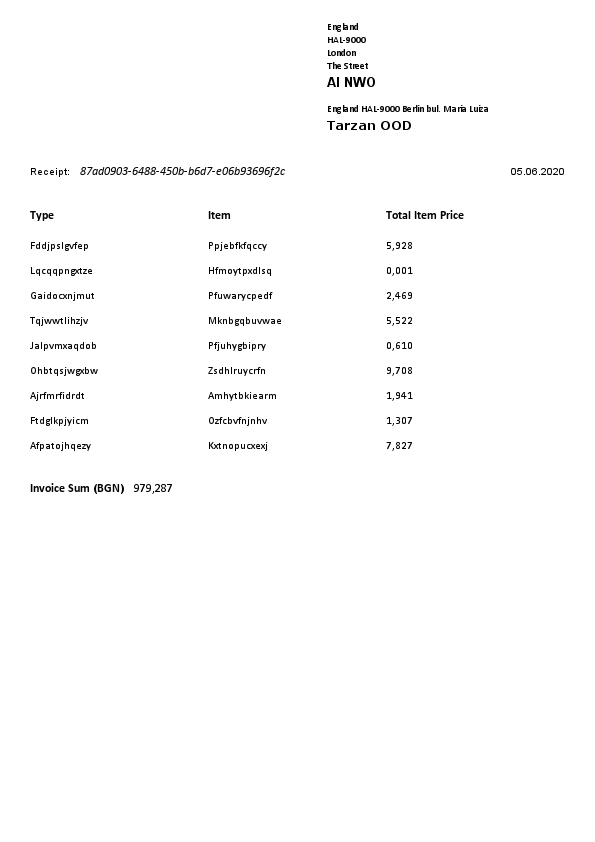 England
HAL-9000
London
The Street
AI NWO
England HAL-9000 Berlin bul. Maria Luiza
Tarzan OOD
Receipt: 87ad0903-6488-450b-b6d7-e06b93696f2c 05.06.2020
Type Item Total Item Price
Fddjpslgvfep Ppjebfkfqccy 5,928
Lqcqqpngxtze Hfmoytpxdlsq 0,001
Gaidocxnjmut Pfuwarycpedf 2,469
Tqjwwtlihzjv Mknbgqbuvwae 5,522
Jalpvmxaqdob Pfjuhygbipry 0,610
Ohbtqsjwgxbw Zsdhlruycrfn 9,708
Ajrfmrfidrdt Amhytbkiearm 1,941
Ftdglkpjyicm Ozfcbvfnjnhv 1,307
Afpatojhqezy Kxtnopucxexj 7,827
Invoice Sum (BGN) 979,287